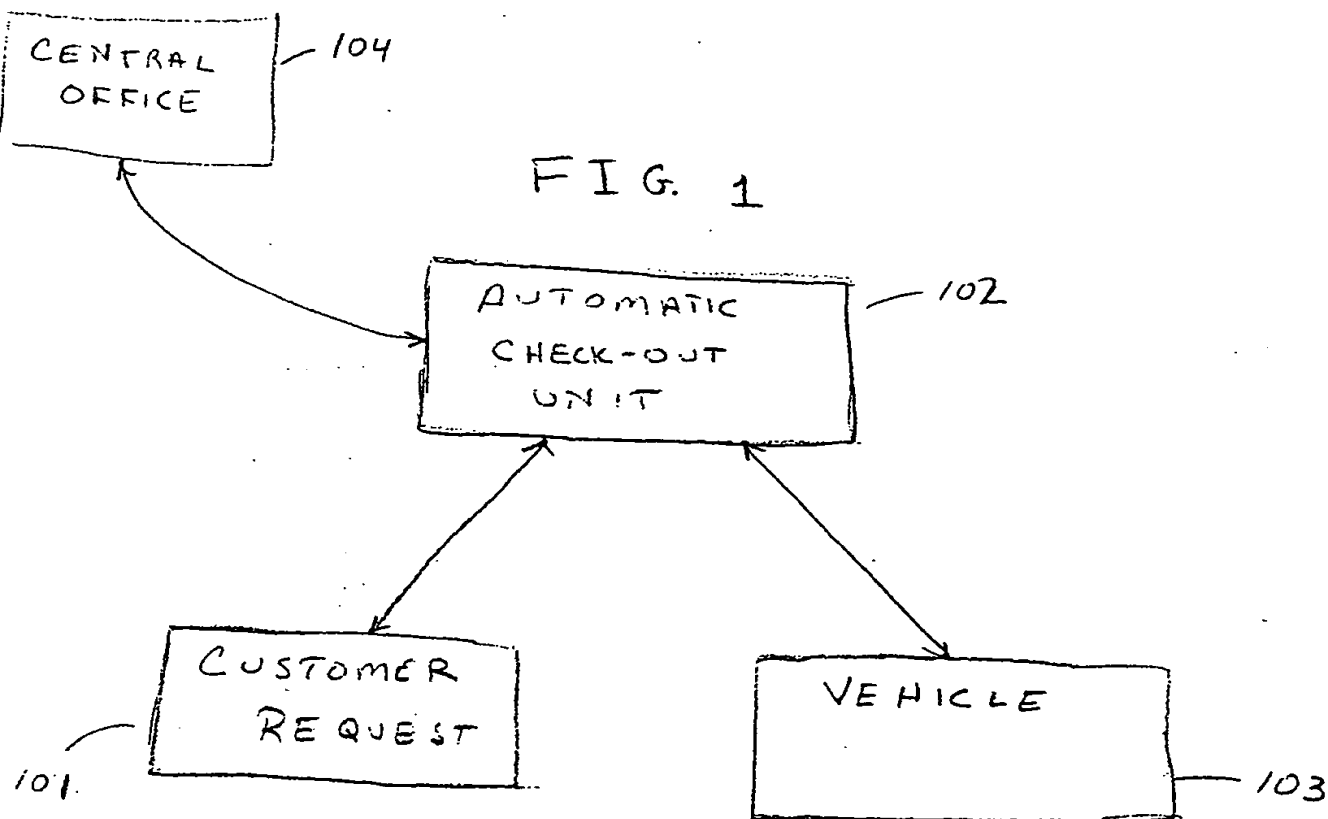 CENTRAL
OFFICE
104
FIG. 1
AUTOMATIC
CHECK-OUT
UNIT
102
CUSTOMER
REQUEST
101
VEHICLE
103